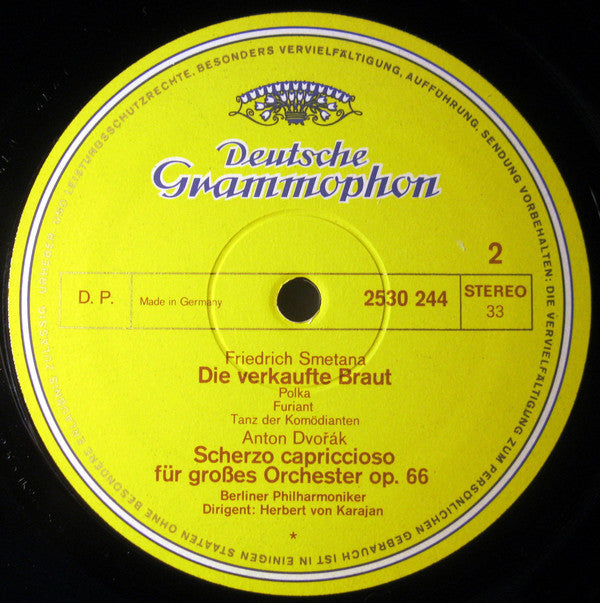 Deutsche
Grammophon
2
D. P.
Made in Germany
2530 244
STEREO
33
Friedrich Smetana
Die verkaufte Braut
Polka
Furiant
Tanz der Komödianten
Anton Dvořák
Scherzo capriccioso
für großes Orchester op. 66
Berliner Philharmoniker
Dirigent: Herbert von Karajan
*
LEISTUNGSSCHUTZRECHTE, BESONDERS VERVIELFÄLTIGUNG, AUFFÜHRUNG, SENDUNG VORBEHALTEN; DIE VERVIELFÄLTIGUNG ZUM PERSÖNLICHEN GEBRAUCH IST IN EINIGEN STAATEN OHNE BESONDERE